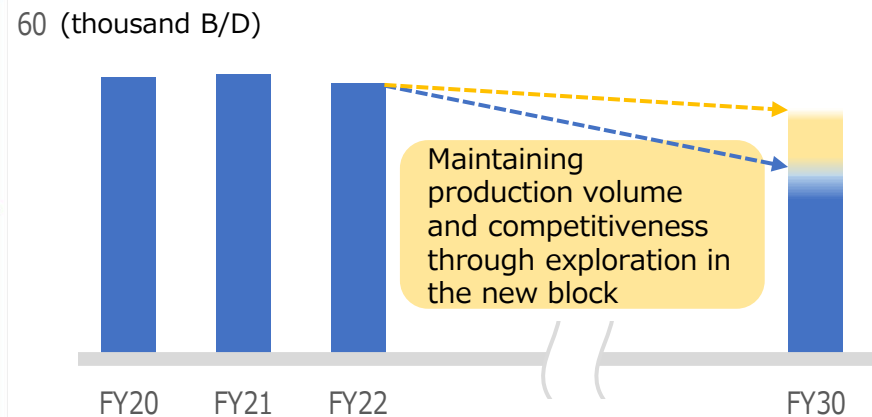 60 (thousand B/D)
Maintaining
production volume
and competitiveness
through exploration in
the new block
FY20 FY21 FY22 FY30